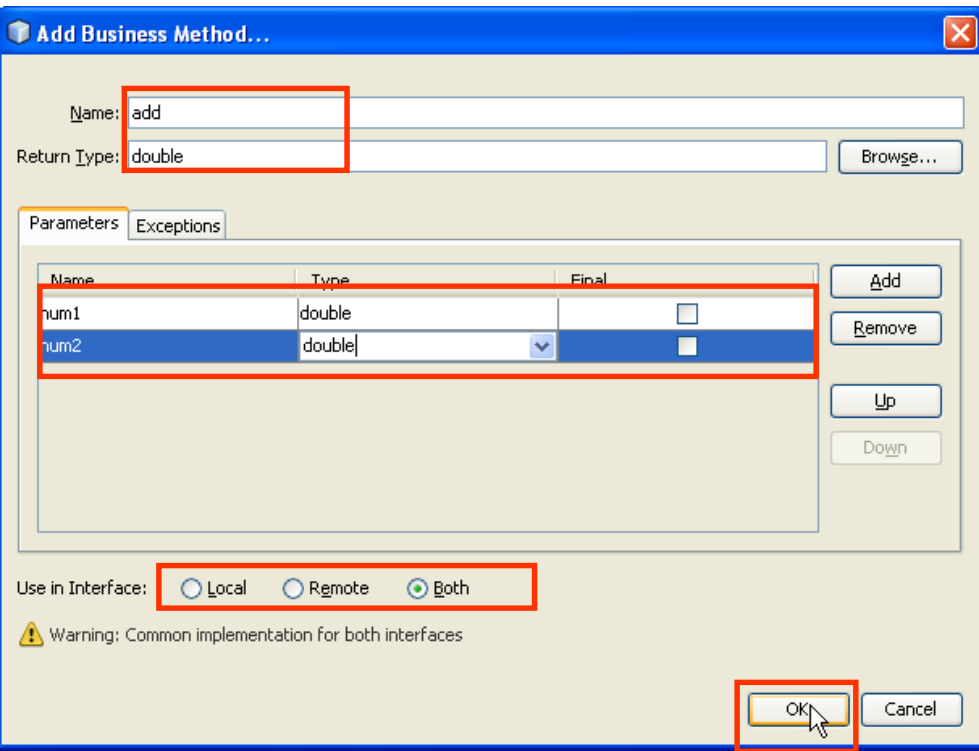 Add Business Method...
Name: add
Return Type: double Browse...
Parameters Exceptions
Name Type Final Add
num1 double
Remove
num2 double
Up
Down
Use in Interface: Local Remote Both
Warning: Common implementation for both interfaces
OK Cancel